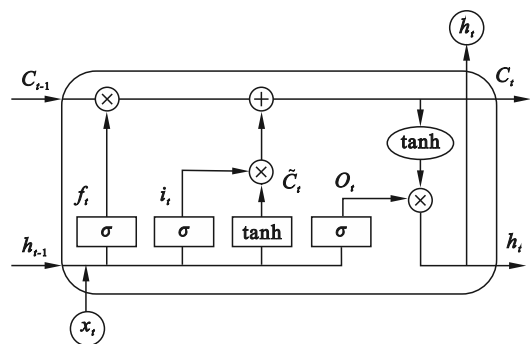 h_t
C_{t-1} C_t
× +
tanh
×
f_t i_t C̃_t O_t
×
σ σ tanh σ
h_{t-1} h_t
x_t